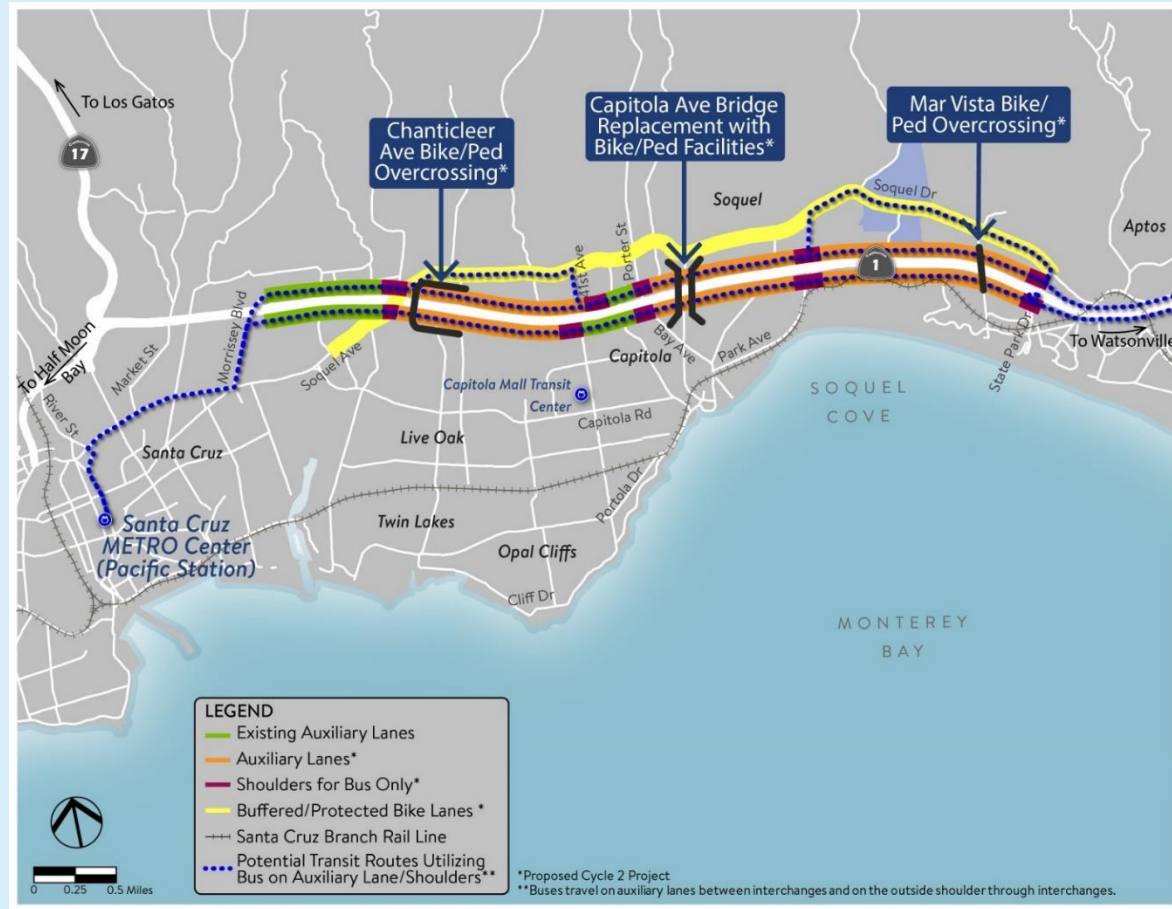 To Los Gatos
17
Chanticleer
Ave Bike/Ped
Overcrossing*
Capitola Ave Bridge
Replacement with
Bike/Ped Facilities*
Mar Vista Bike/
Ped Overcrossing*
Soquel
Soquel Dr
Aptos
1
41st Ave
Porter St
To Half Moon
Bay
Market St
Morrissey Blvd
Soquel Ave
Bay Ave
Capitola
Park Ave
State Park Dr
To Watsonville
River St
Capitola Mall Transit
Center
Capitola Rd
SOQUEL
COVE
Santa Cruz
Live Oak
Portola Dr
Santa Cruz
METRO Center
(Pacific Station)
Twin Lakes
Opal Cliffs
Cliff Dr
MONTEREY
BAY
LEGEND
Existing Auxiliary Lanes
Auxiliary Lanes*
Shoulders for Bus Only*
Buffered/Protected Bike Lanes *
Santa Cruz Branch Rail Line
Potential Transit Routes Utilizing
Bus on Auxiliary Lane/Shoulders**
0 0.25 0.5 Miles
*Proposed Cycle 2 Project
**Buses travel on auxiliary lanes between interchanges and on the outside shoulder through interchanges.